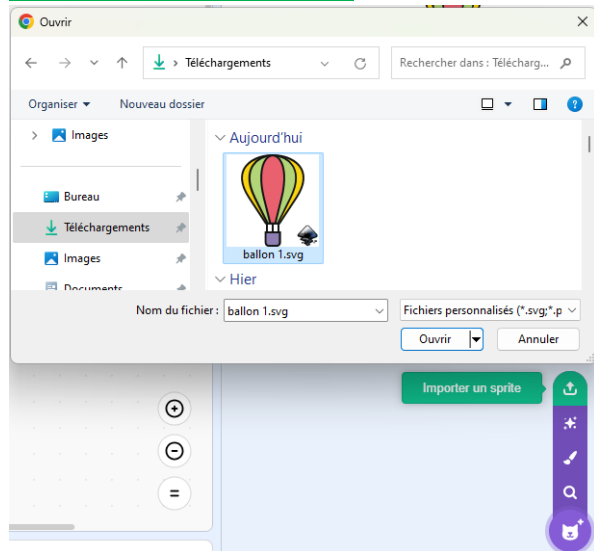 Ouvrir
Téléchargements
Rechercher dans : Télécharg...
Organiser
Nouveau dossier
Images
Aujourd'hui
Bureau
Téléchargements
ballon 1.svg
Images
Hier
Documents
Nom du fichier :
ballon 1.svg
Fichiers personnalisés (*.svg;*.p
Ouvrir
Annuler
Importer un sprite